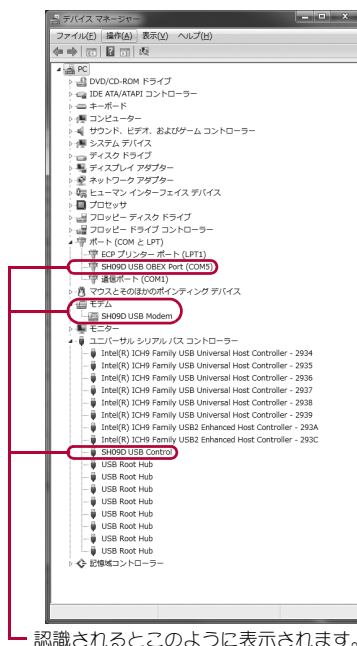 デバイス マネージャー
ファイル(F) 操作(A) 表示(V) ヘルプ(H)
PC
DVD/CD-ROM ドライブ
IDE ATA/ATAPI コントローラー
キーボード
コンピューター
サウンド、ビデオ、およびゲーム コントローラー
システム デバイス
ディスク ドライブ
ディスプレイ アダプター
ネットワーク アダプター
ヒューマン インターフェイス デバイス
プロセッサ
フロッピー ディスク ドライブ
フロッピー ドライブ コントローラー
ポート (COM と LPT)
ECP プリンター ポート (LPT1)
SH09D USB OBEX Port (COM5)
通信ポート (COM1)
マウスとそのほかのポインティング デバイス
モデム
SH09D USB Modem
モニター
ユニバーサル シリアル バス コントローラー
Intel(R) ICH9 Family USB Universal Host Controller - 2934
Intel(R) ICH9 Family USB Universal Host Controller - 2935
Intel(R) ICH9 Family USB Universal Host Controller - 2936
Intel(R) ICH9 Family USB Universal Host Controller - 2937
Intel(R) ICH9 Family USB Universal Host Controller - 2938
Intel(R) ICH9 Family USB Universal Host Controller - 2939
Intel(R) ICH9 Family USB2 Enhanced Host Controller - 293A
Intel(R) ICH9 Family USB2 Enhanced Host Controller - 293C
SH09D USB Control
USB Root Hub
USB Root Hub
USB Root Hub
USB Root Hub
USB Root Hub
USB Root Hub
USB Root Hub
USB Root Hub
記憶域コントローラー
認識されるとこのように表示されます。